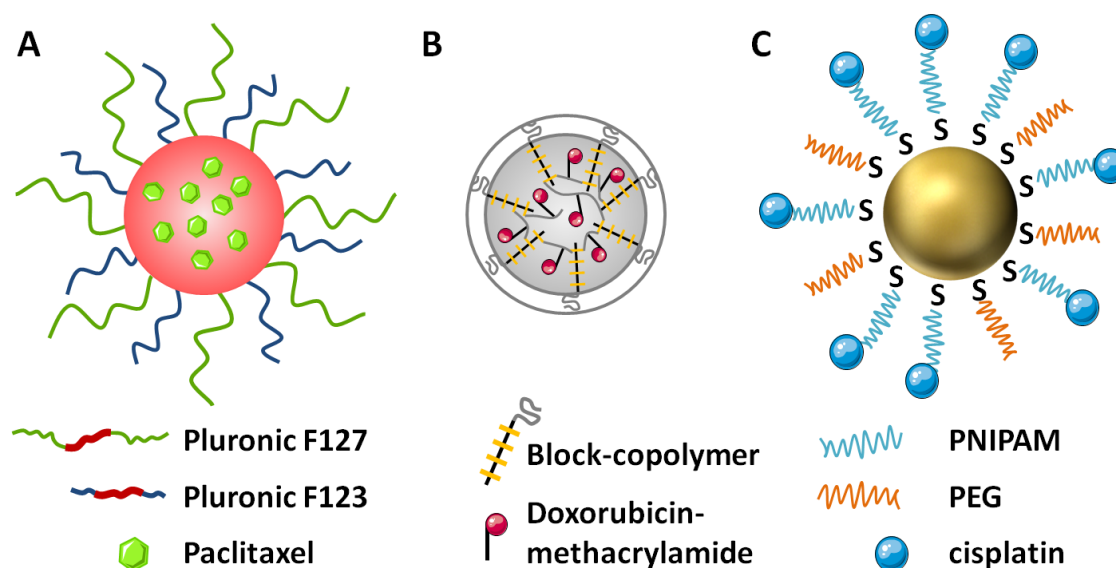 A
B
C
S
S
S
S
S
S
S
S
S
S
S
S
S
Pluronic F127
Pluronic F123
Paclitaxel
Block-copolymer
Doxorubicin-
methacrylamide
PNIPAM
PEG
cisplatin